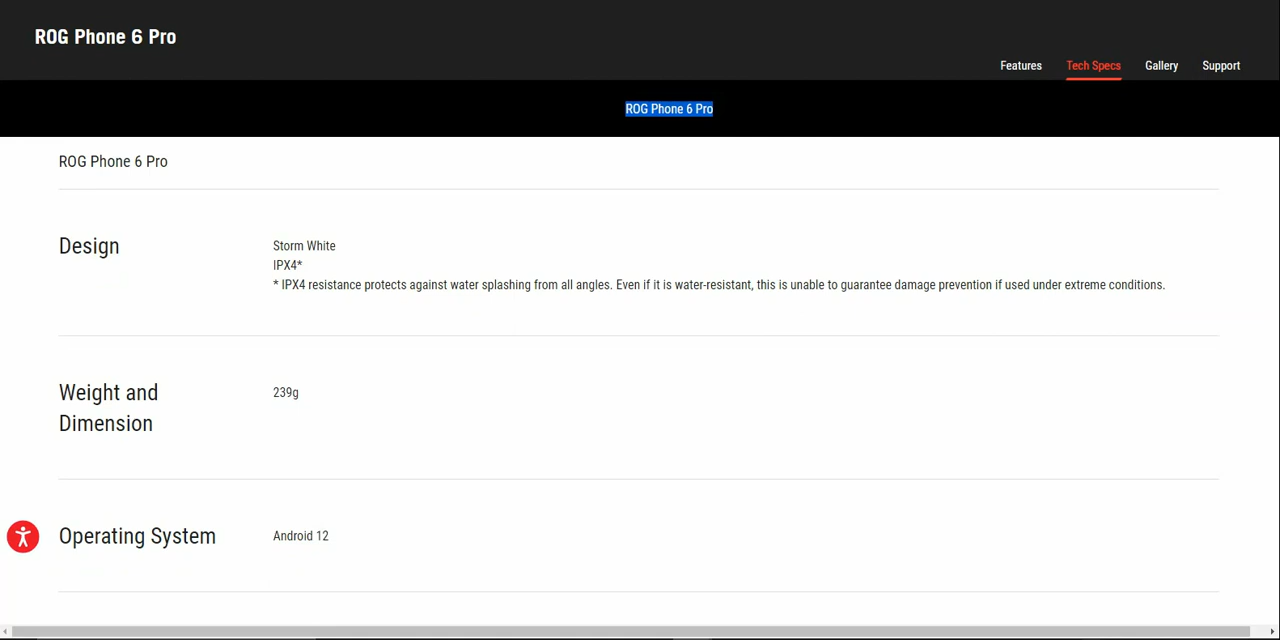 ROG Phone 6 Pro
Features Tech Specs Gallery Support
ROG Phone 6 Pro
ROG Phone 6 Pro
Design
Storm White
IPX4*
* IPX4 resistance protects against water splashing from all angles. Even if it is water-resistant, this is unable to guarantee damage prevention if used under extreme conditions.
Weight and
Dimension
239g
Operating System
Android 12